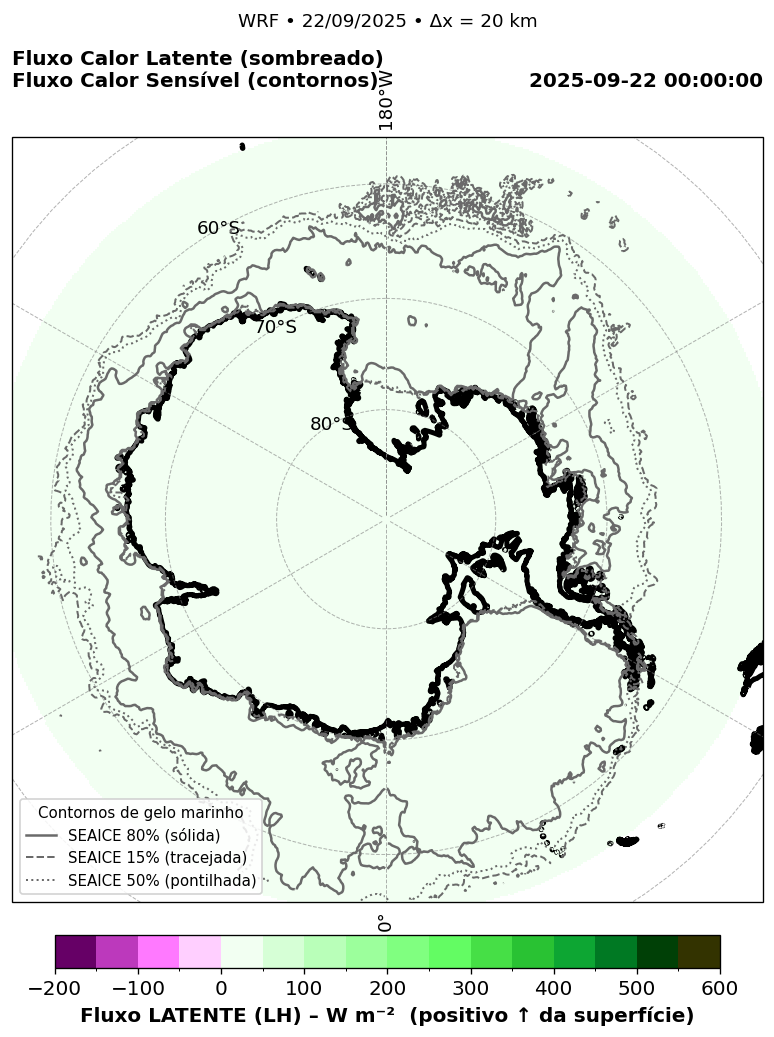 WRF • 22/09/2025 • Δx = 20 km
Fluxo Calor Latente (sombreado)
Fluxo Calor Sensível (contornos)
2025-09-22 00:00:00
180°W
60°S
70°S
80°S
Contornos de gelo marinho
SEAICE 80% (sólida)
SEAICE 15% (tracejada)
SEAICE 50% (pontilhada)
0°
−200 −100 0 100 200 300 400 500 600
Fluxo LATENTE (LH) – W m⁻² (positivo ↑ da superfície)